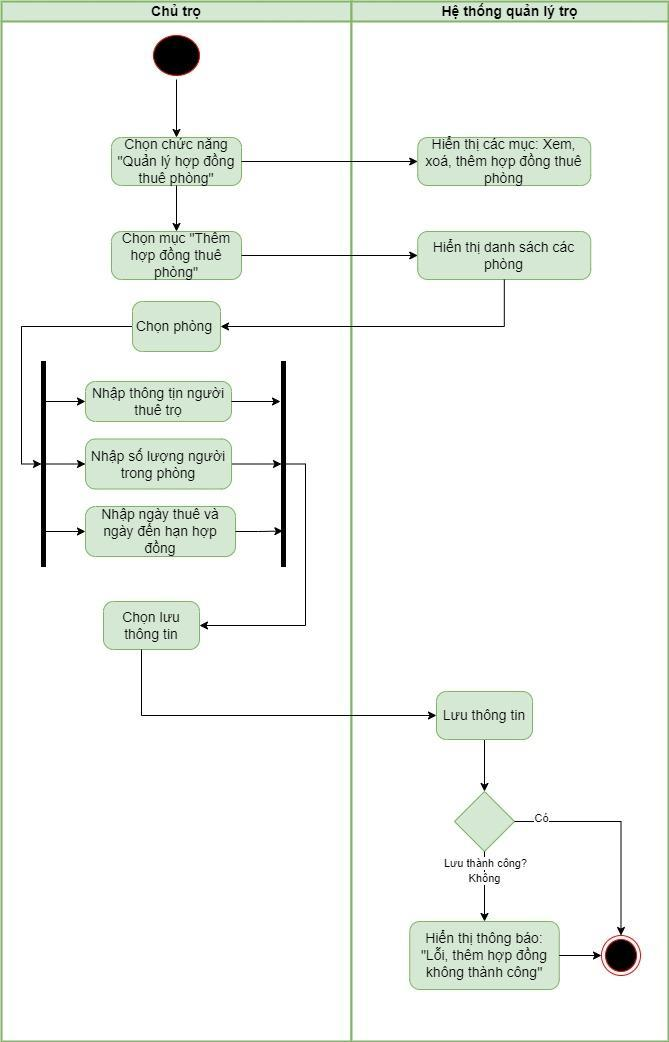 Chủ trọ
Hệ thống quản lý trọ
Chọn chức năng
"Quản lý hợp đồng
thuê phòng"
Hiển thị các mục: Xem,
xoá, thêm hợp đồng thuê
phòng
Chọn mục "Thêm
hợp đồng thuê
phòng"
Hiển thị danh sách các
phòng
Chọn phòng
Nhập thông tịn người
thuê trọ
Nhập số lượng người
trong phòng
Nhập ngày thuê và
ngày đến hạn hợp
đồng
Chọn lưu
thông tin
Lưu thông tin
Có
Lưu thành công?
Không
Hiển thị thông báo:
"Lỗi, thêm hợp đồng
không thành công"